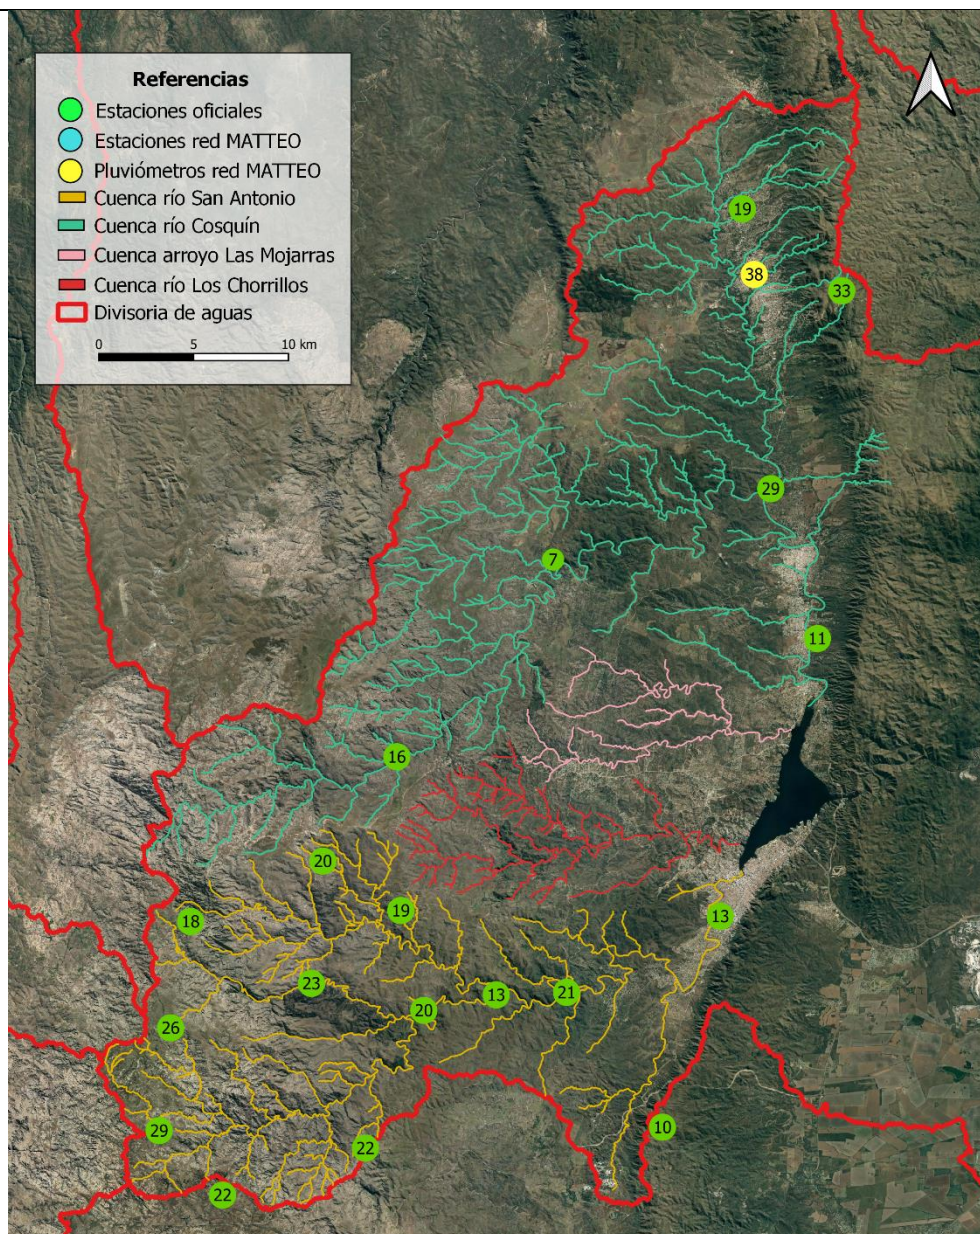 Referencias
Estaciones oficiales
Estaciones red MATTEO
Pluviómetros red MATTEO
Cuenca río San Antonio
Cuenca río Cosquín
Cuenca arroyo Las Mojarras
Cuenca río Los Chorrillos
Divisoria de aguas
0 5 10 km
19
38
33
29
7
11
16
20
19
18
13
23
21
13
20
26
10
29
22
22